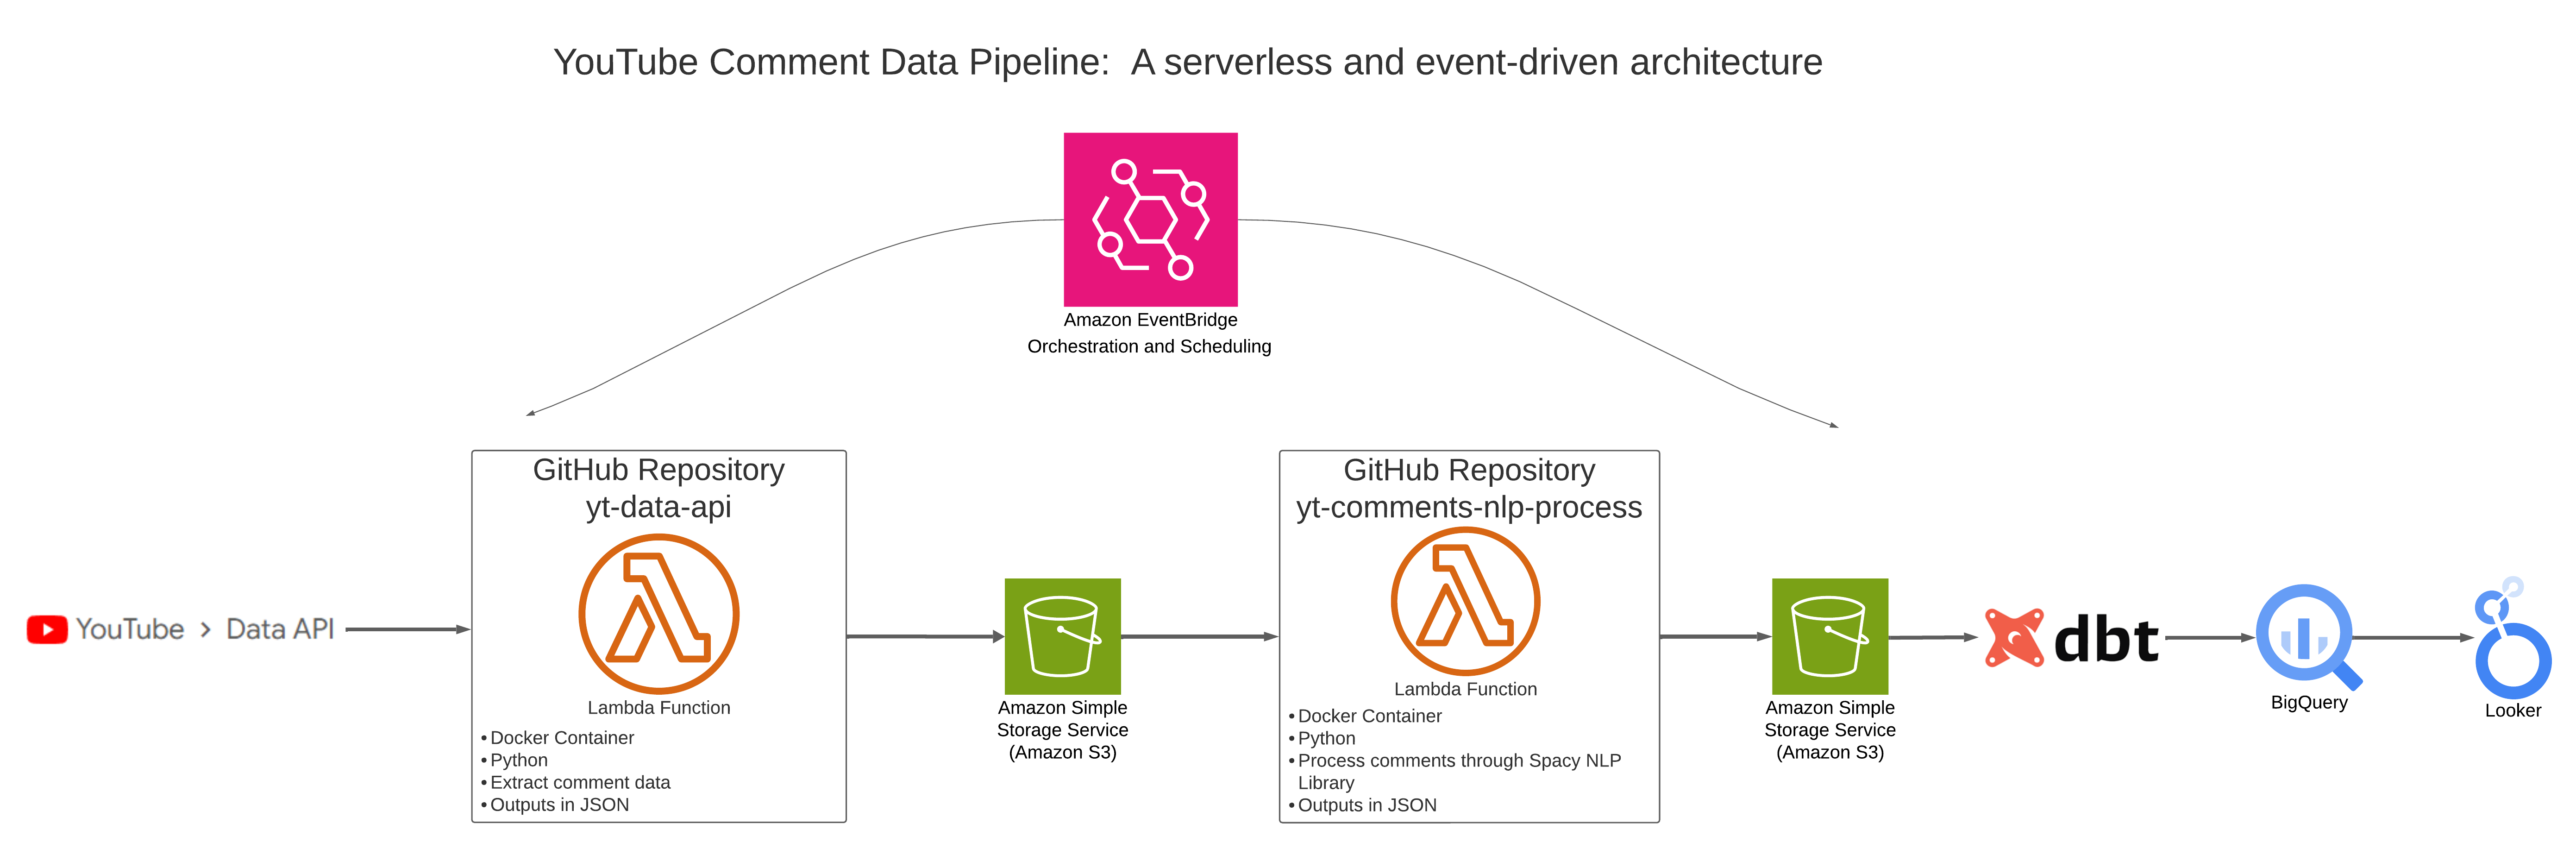 YouTube Comment Data Pipeline:  A serverless and event-driven architecture
Amazon EventBridge
Orchestration and Scheduling
YouTube > Data API
GitHub Repository
yt-data-api
Lambda Function
• Docker Container
• Python
• Extract comment data
• Outputs in JSON
Amazon Simple
Storage Service
(Amazon S3)
GitHub Repository
yt-comments-nlp-process
Lambda Function
• Docker Container
• Python
• Process comments through Spacy NLP
Library
• Outputs in JSON
Amazon Simple
Storage Service
(Amazon S3)
dbt
BigQuery
Looker